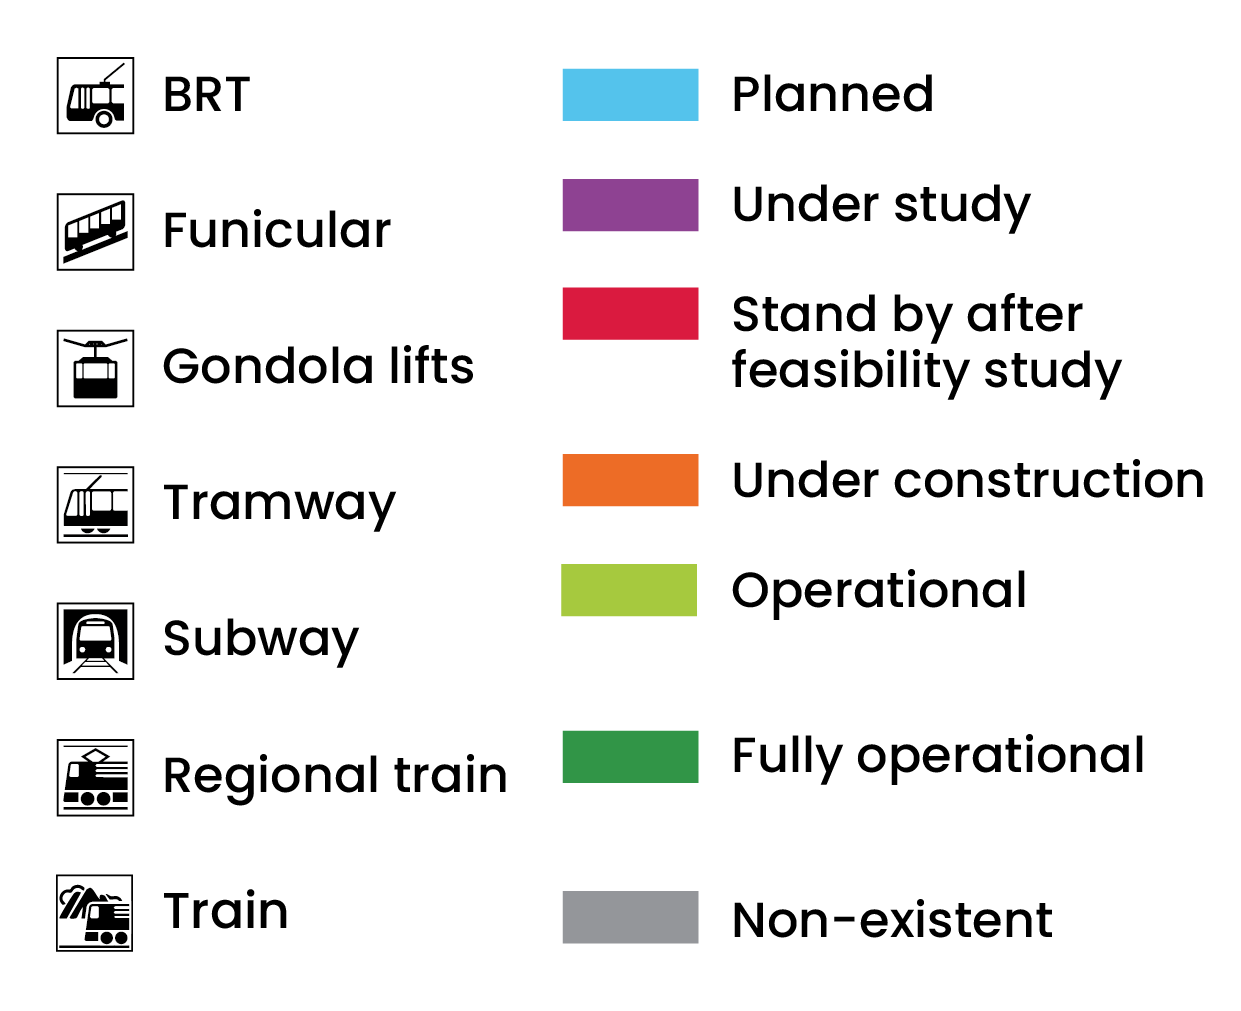 BRT
Funicular
Gondola lifts
Tramway
Subway
Regional train
Train
Planned
Under study
Stand by after
feasibility study
Under construction
Operational
Fully operational
Non-existent